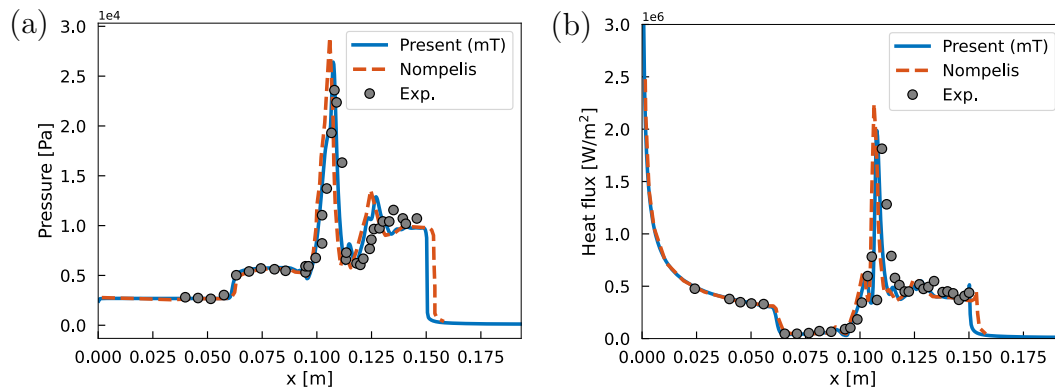 (a)
1e4
3.0
2.5
2.0
1.5
1.0
0.5
0.0
Pressure [Pa]
Present (mT)
Nompelis
Exp.
0.000 0.025 0.050 0.075 0.100 0.125 0.150 0.175
x [m]
(b)
1e6
3.0
2.5
2.0
1.5
1.0
0.5
0.0
Heat flux [W/m²]
Present (mT)
Nompelis
Exp.
0.000 0.025 0.050 0.075 0.100 0.125 0.150 0.175
x [m]